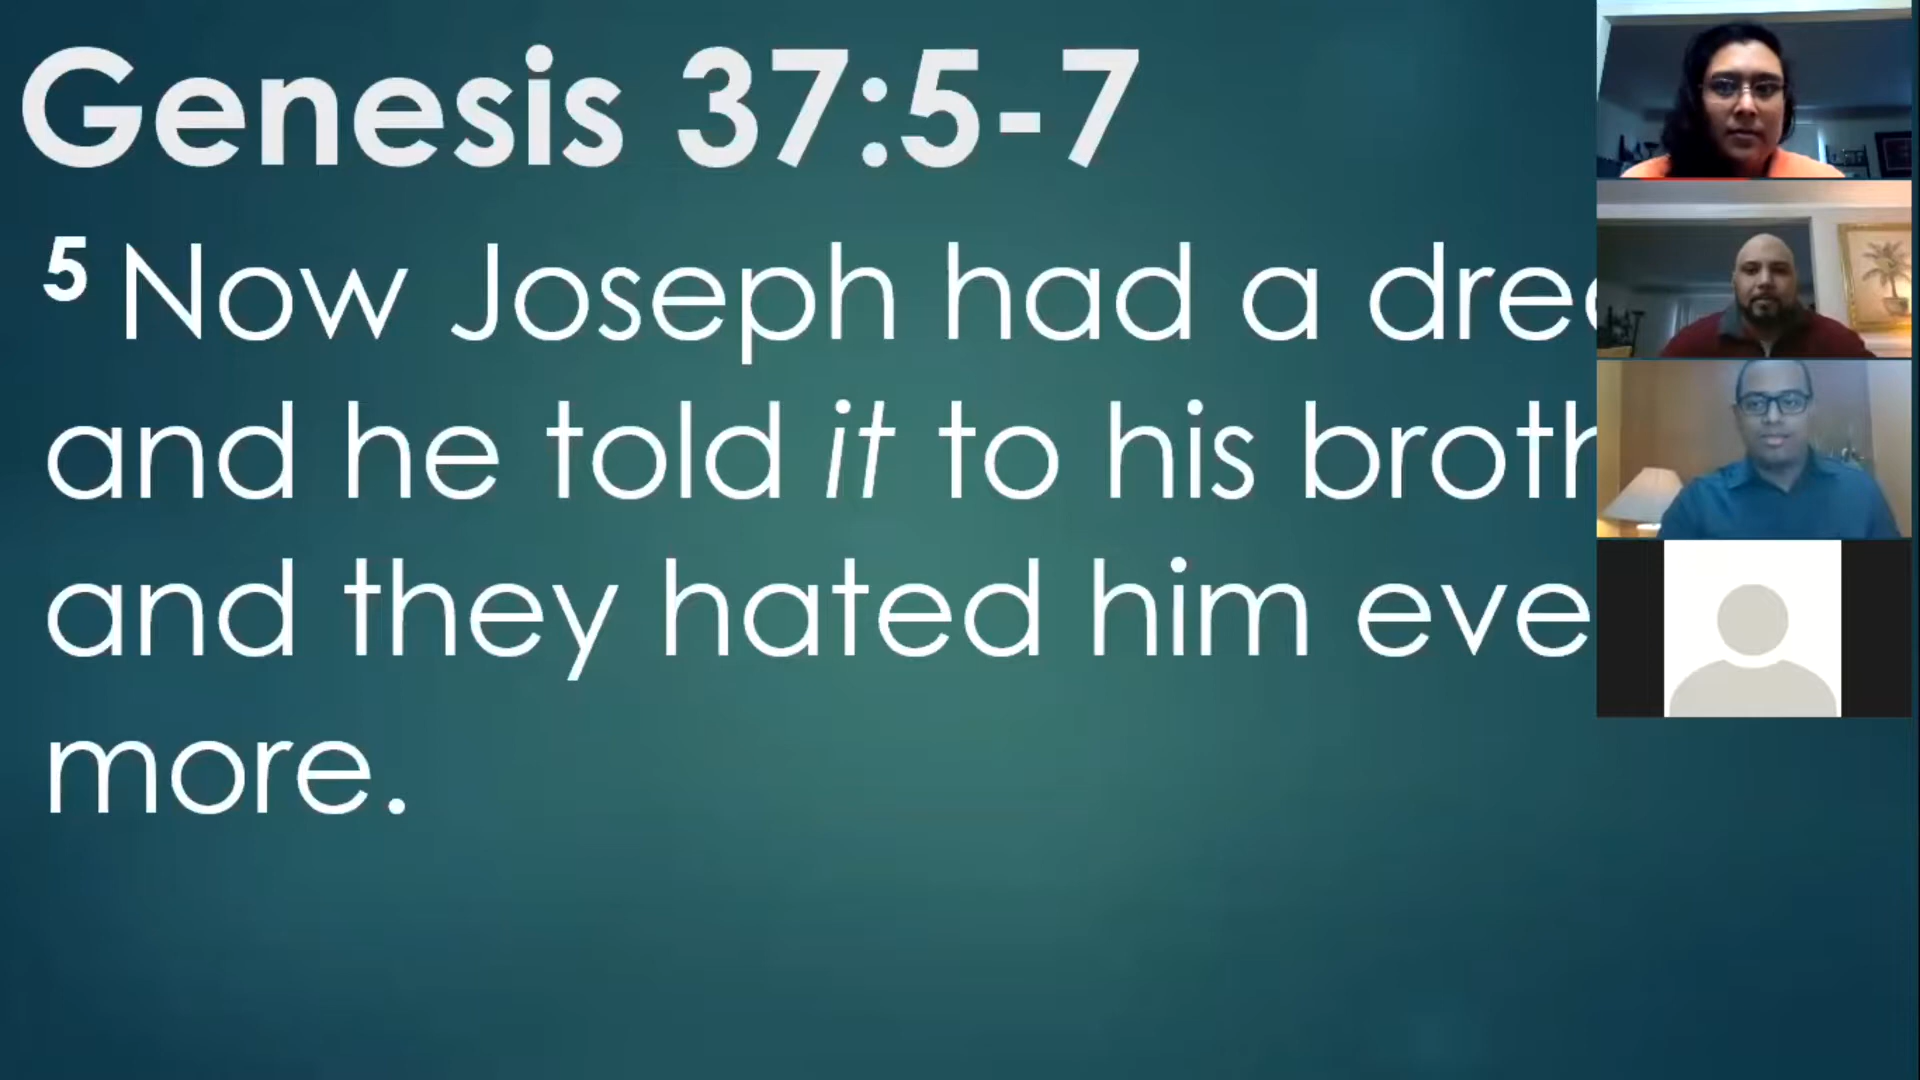 Genesis 37:5-7
5 Now Joseph had a
and he told it to his
and they hated him
more.